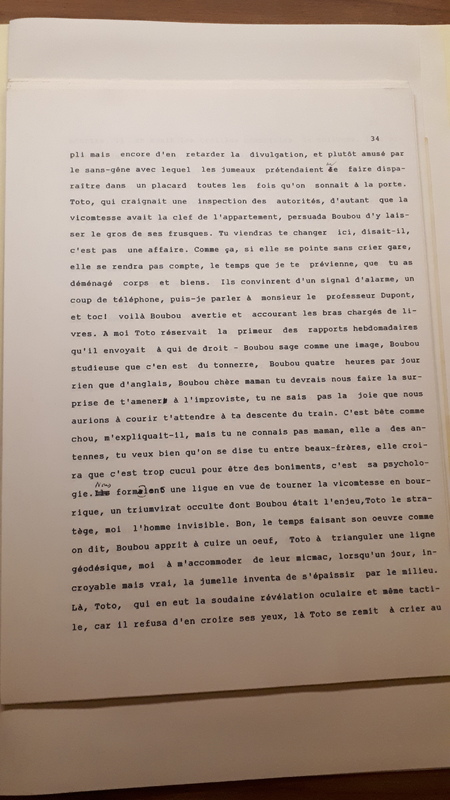 34
pli mais encore d'en retarder la divulgation, et plutôt amusé par
le sans-gêne avec lequel les jumeaux prétendaient faire dispa-
raître dans un placard toutes les fois qu'on sonnait à la porte.
Toto, qui craignait une inspection des autorités, d'autant que la
vicomtesse avait la clef de l'appartement, persuada Boubou d'y lais-
ser le gros de ses frusques. Tu viendras te changer ici, disait-il,
c'est pas une affaire. Comme ça, si elle se pointe sans crier gare,
elle se rendra pas compte, le temps que je te prévienne, que tu as
déménagé corps et biens. Ils convinrent d'un signal d'alarme, un
coup de téléphone, puis-je parler à monsieur le professeur Dupont,
et toc! voilà Boubou avertie et accourant les bras chargés de li-
vres. A moi Toto réservait la primeur des rapports hebdomadaires
qu'il envoyait à qui de droit - Boubou sage comme une image, Boubou
studieuse que c'en est du tonnerre, Boubou quatre heures par jour
rien que d'anglais, Boubou chère maman tu devrais nous faire la sur-
prise de t'amener à l'improviste, tu ne sais pas la joie que nous
aurions à courir t'attendre à ta descente du train. C'est bête comme
chou, m'expliquait-il, mais tu ne connais pas maman, elle a des an-
tennes, tu veux bien qu'on se dise tu entre beaux-frères, elle croi-
ra que c'est trop cucul pour être des boniments, c'est sa psycholo-
gie. une ligue en vue de tourner la vicomtesse en bour-
rique, un triumvirat occulte dont Boubou était l'enjeu,Toto le stra-
tège, moi l'homme invisible. Bon, le temps faisant son oeuvre comme
on dit, Boubou apprit à cuire un oeuf, Toto à trianguler une ligne
géodésique, moi à m'accommoder de leur micmac, lorsqu'un jour, in-
croyable mais vrai, la jumelle inventa de s'épaissir par le milieu.
Là, Toto, qui en eut la soudaine révélation oculaire et même tacti-
le, car il refusa d'en croire ses yeux, là Toto se remit à crier au